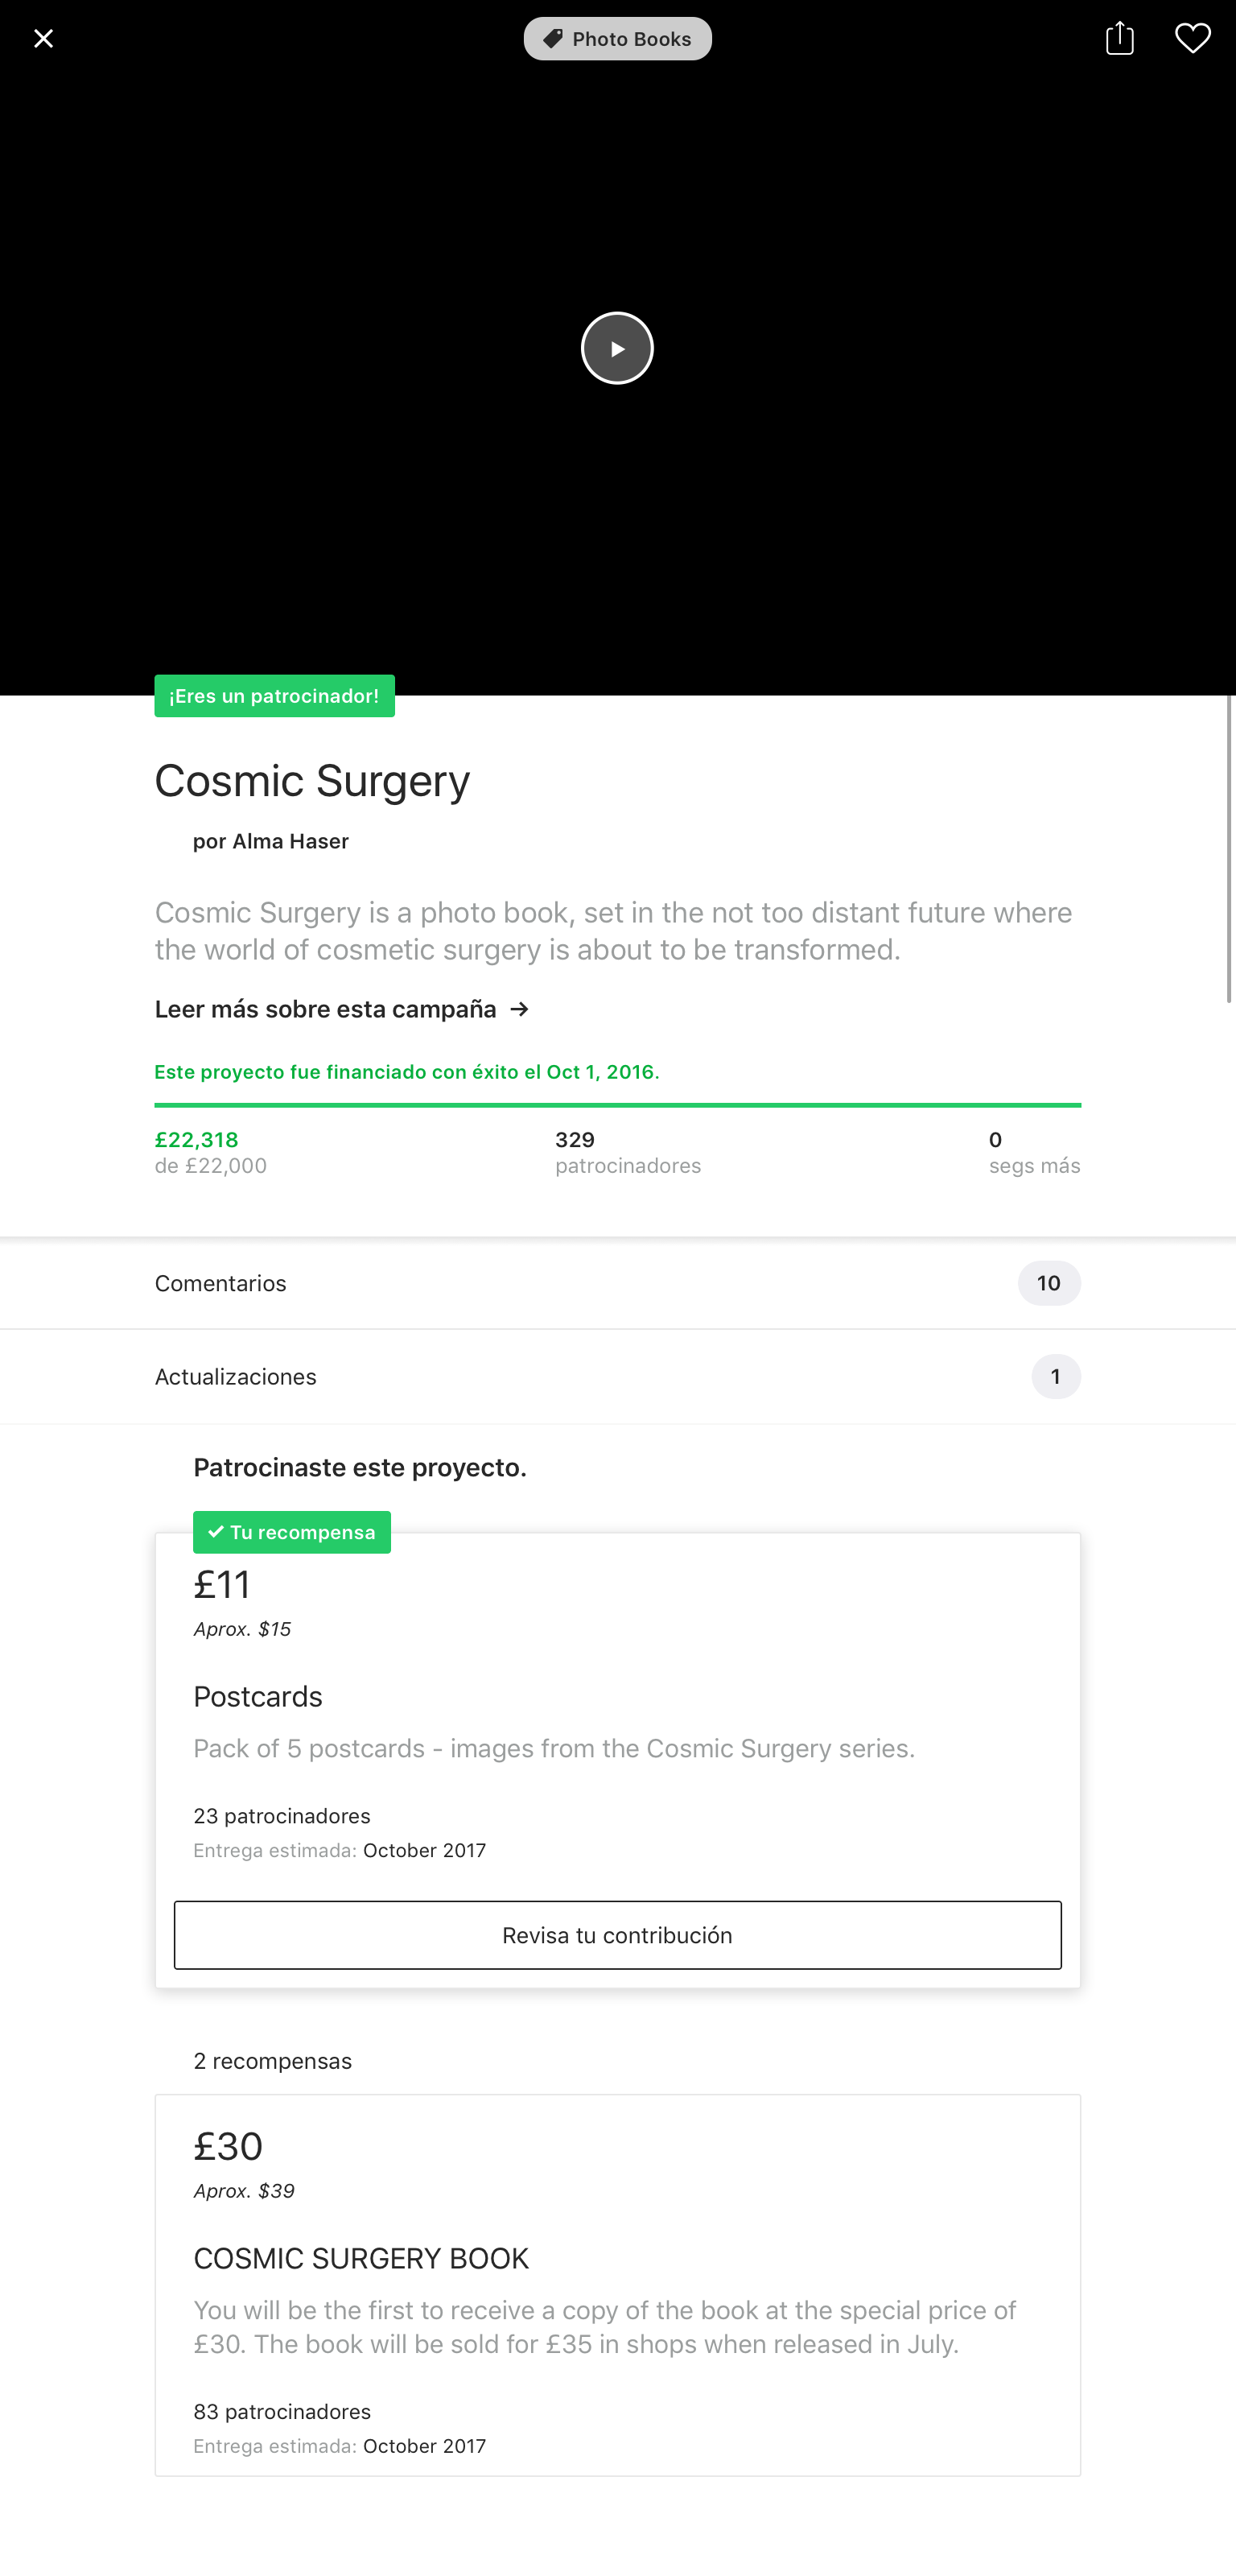 Photo Books
¡Eres un patrocinador!
Cosmic Surgery
por Alma Haser
Cosmic Surgery is a photo book, set in the not too distant future where
the world of cosmetic surgery is about to be transformed.
Leer más sobre esta campaña →
Este proyecto fue financiado con éxito el Oct 1, 2016.
£22,318
de £22,000
329
patrocinadores
0
segs más
Comentarios
10
Actualizaciones
1
Patrocinaste este proyecto.
Tu recompensa
£11
Aprox. $15
Postcards
Pack of 5 postcards - images from the Cosmic Surgery series.
23 patrocinadores
Entrega estimada: October 2017
Revisa tu contribución
2 recompensas
£30
Aprox. $39
COSMIC SURGERY BOOK
You will be the first to receive a copy of the book at the special price of
£30. The book will be sold for £35 in shops when released in July.
83 patrocinadores
Entrega estimada: October 2017